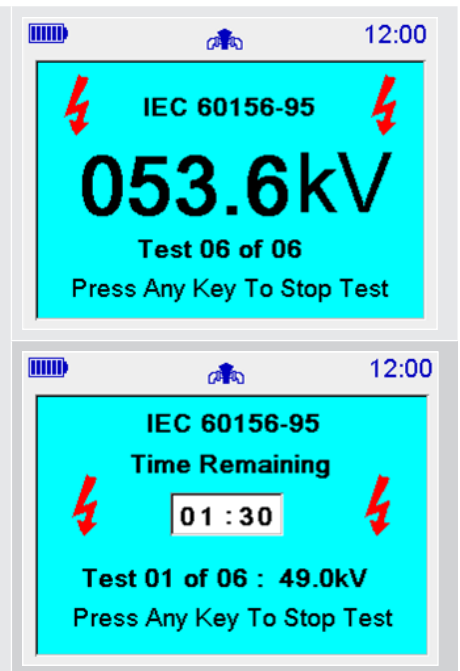 12:00
IEC 60156-95
053.6kV
Test 06 of 06
Press Any Key To Stop Test
12:00
IEC 60156-95
Time Remaining
01:30
Test 01 of 06 : 49.0kV
Press Any Key To Stop Test